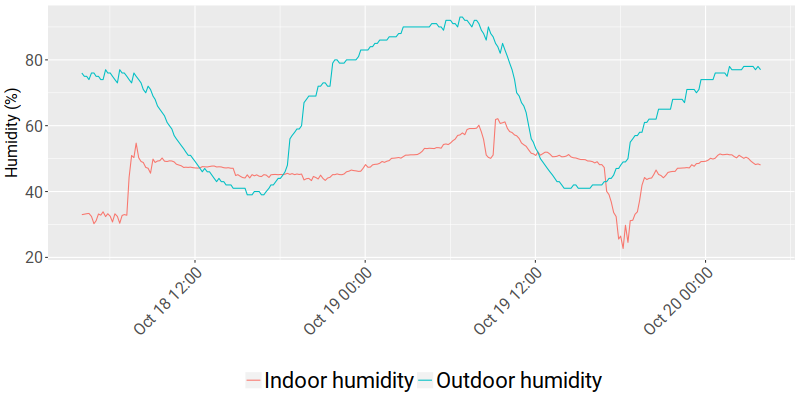 Humidity (%)
80
60
40
20
Oct 18 12:00
Oct 19 00:00
Oct 19 12:00
Oct 20 00:00
Indoor humidity
Outdoor humidity